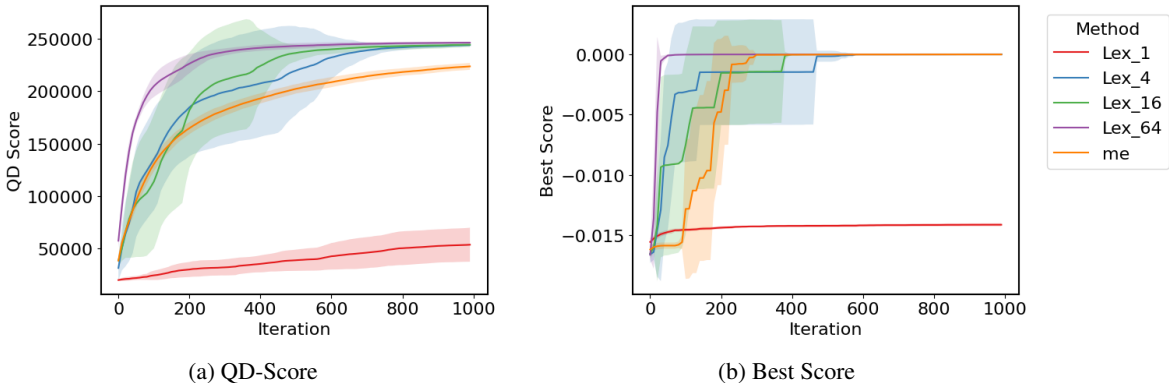 250000
200000
150000
100000
50000
QD Score
0 200 400 600 800 1000
Iteration
(a) QD-Score
0.000
−0.005
−0.010
−0.015
Best Score
0 200 400 600 800 1000
Iteration
(b) Best Score
Method
Lex_1
Lex_4
Lex_16
Lex_64
me